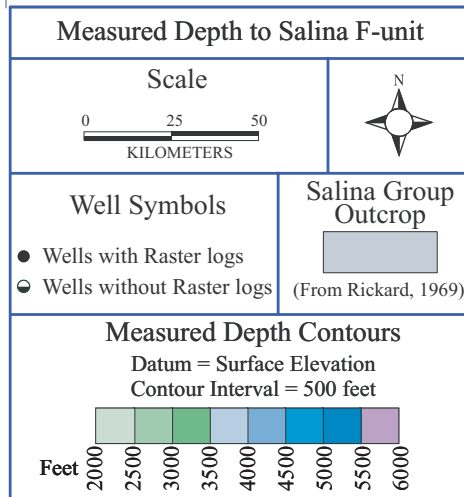 Measured Depth to Salina F-unit
Scale
0 25 50
KILOMETERS
N
Well Symbols
Wells with Raster logs
Wells without Raster logs
Salina Group
Outcrop
(From Rickard, 1969)
Measured Depth Contours
Datum = Surface Elevation
Contour Interval = 500 feet
Feet 2000 2500 3000 3500 4000 4500 5000 5500 6000